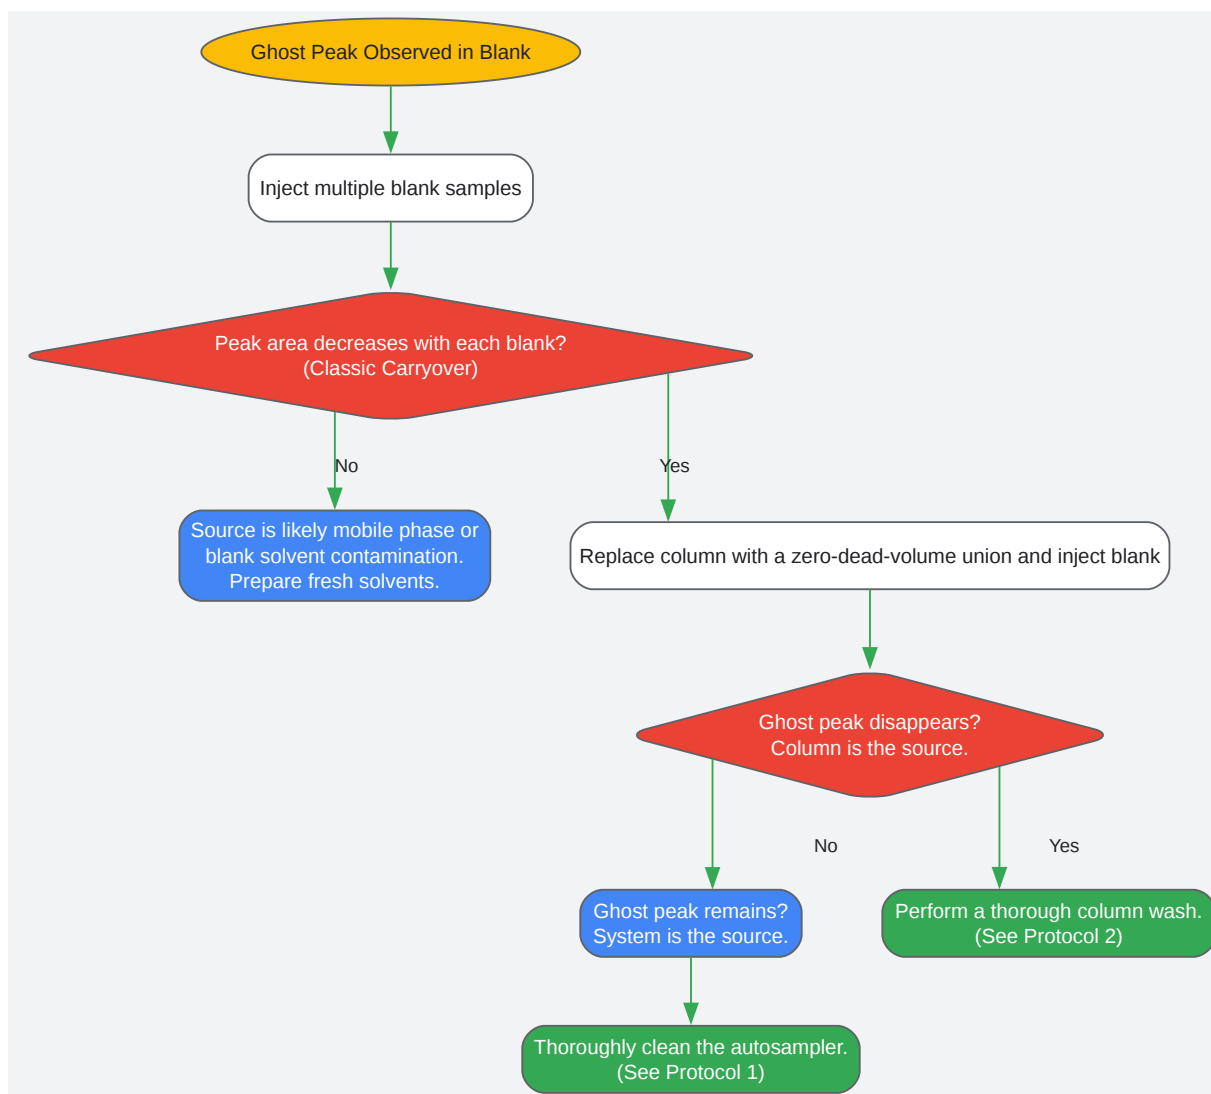 Ghost Peak Observed in Blank
Inject multiple blank samples
Peak area decreases with each blank?
(Classic Carryover)
No
Yes
Source is likely mobile phase or
blank solvent contamination.
Prepare fresh solvents.
Replace column with a zero-dead-volume union and inject blank
Ghost peak disappears?
Column is the source.
No
Yes
Ghost peak remains?
System is the source.
Perform a thorough column wash.
(See Protocol 2)
Thoroughly clean the autosampler.
(See Protocol 1)